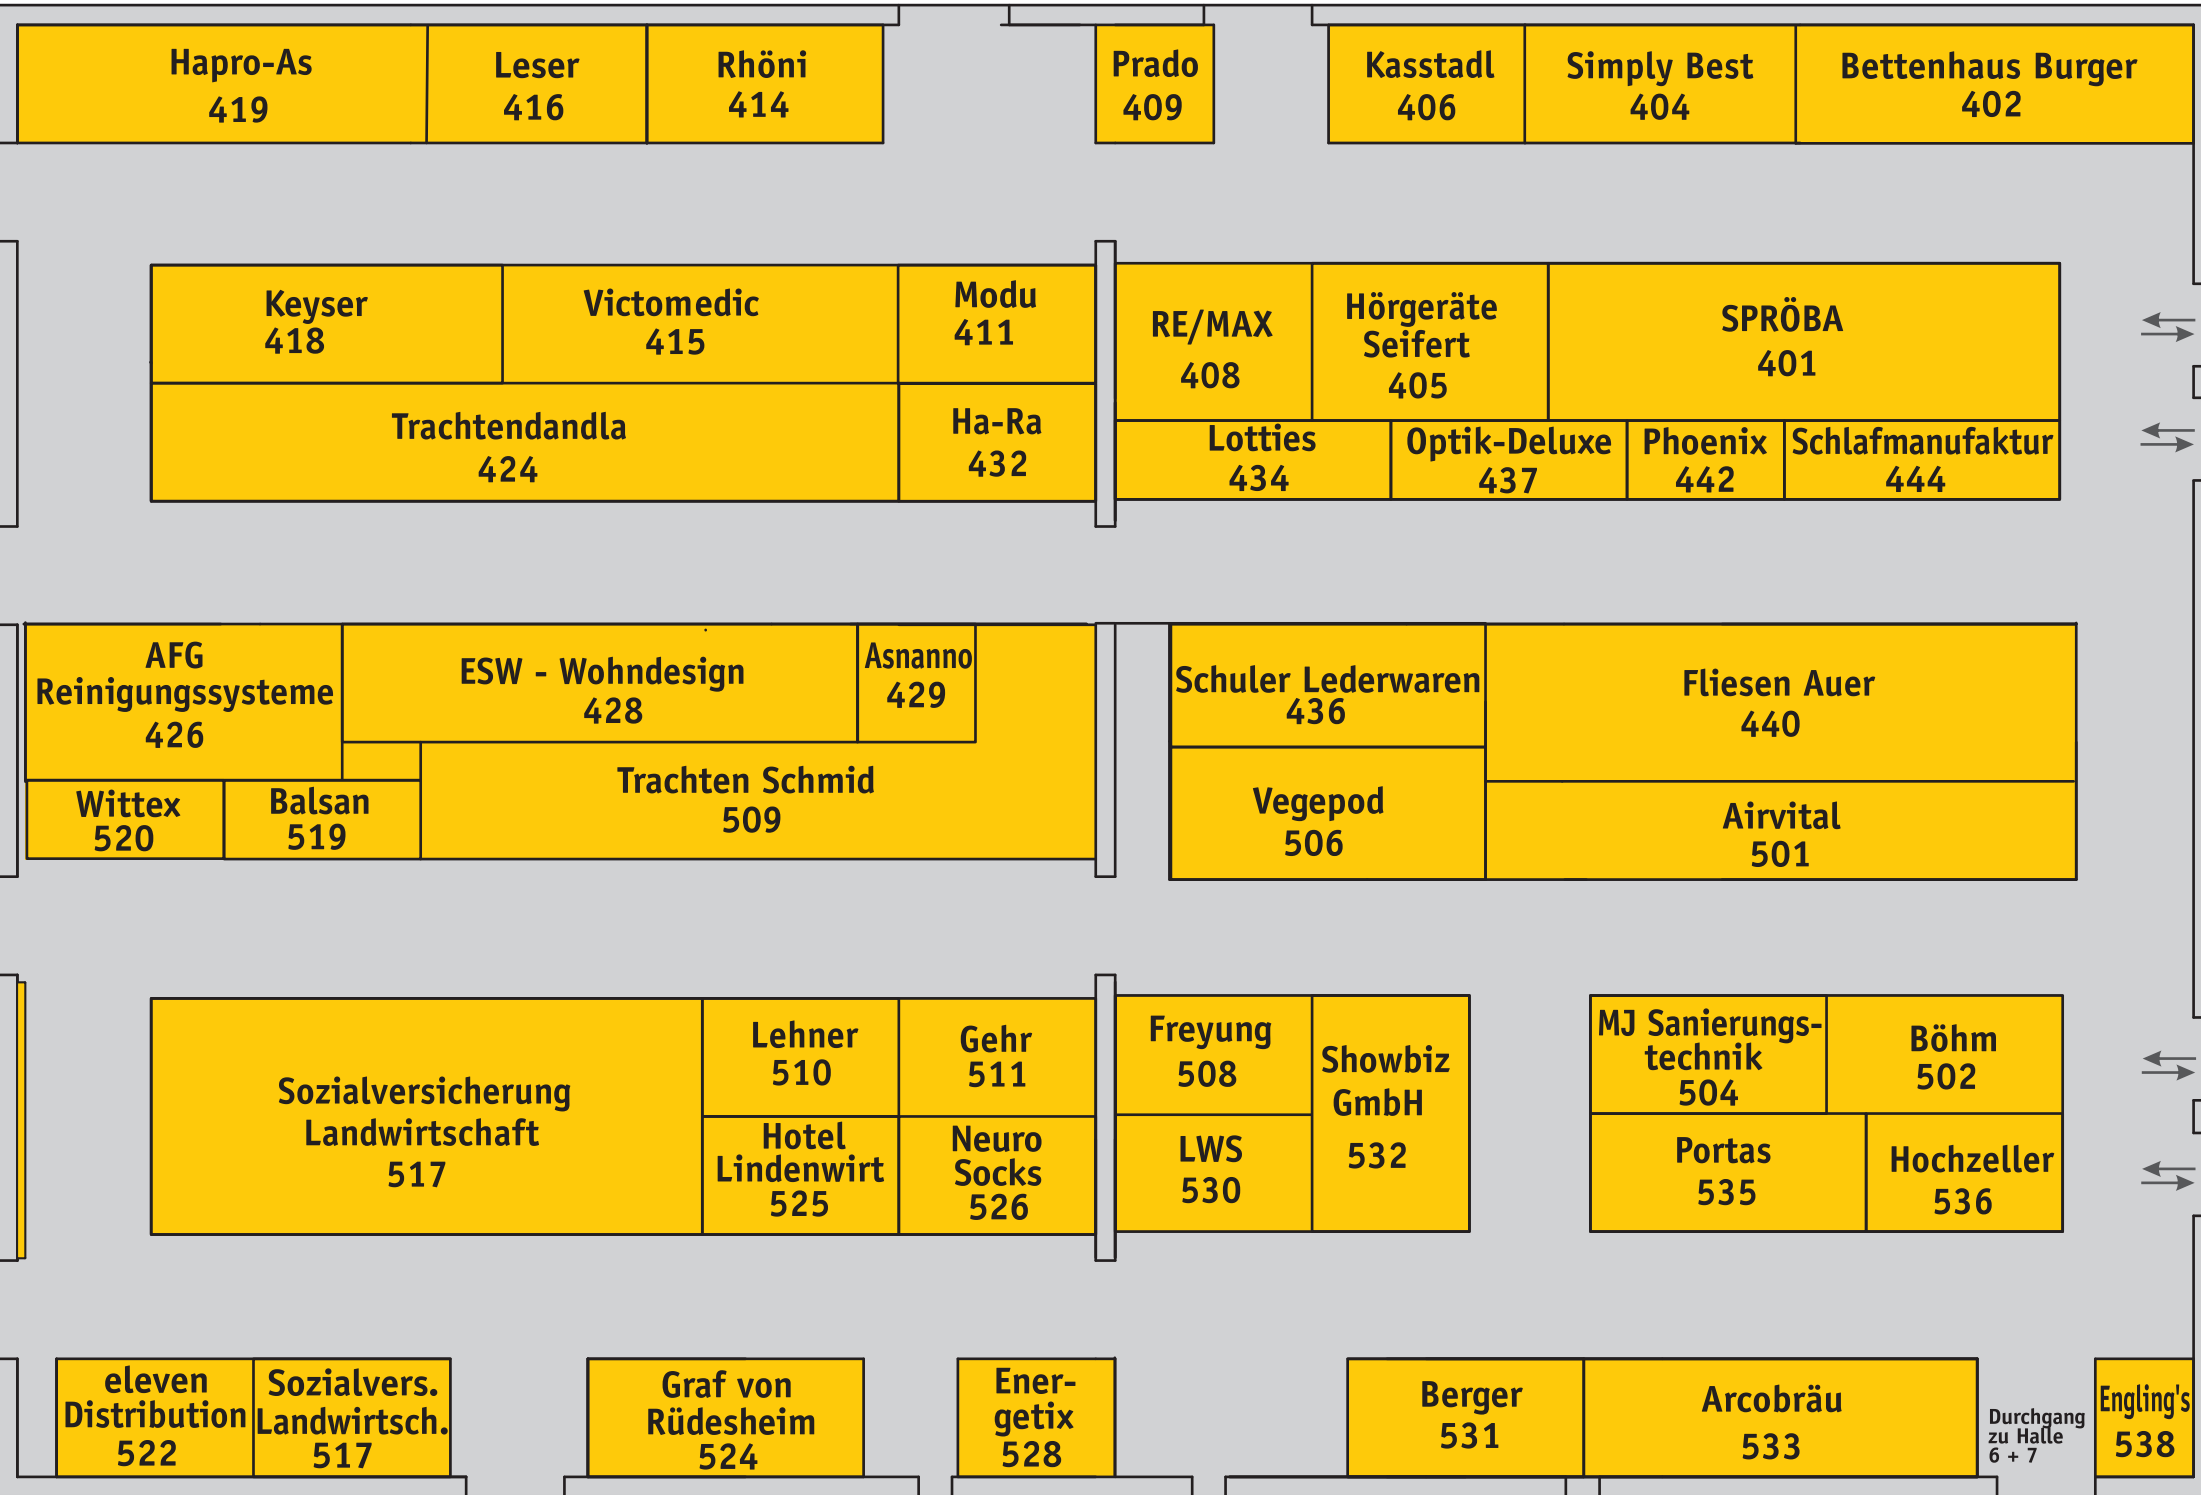 Hapro-As
419
Leser
416
Rhöni
414
Prado
409
Kasstadl
406
Simply Best
404
Bettenhaus Burger
402
Keyser
418
Victomedic
415
Modu
411
RE/MAX
408
Hörgeräte
Seifert
405
SPRÖBA
401
Trachtendandla
424
Ha-Ra
432
Lotties
434
Optik-Deluxe
437
Phoenix
442
Schlafmanufaktur
444
AFG
Reinigungssysteme
426
ESW - Wohndesign
428
Asnanno
429
Schuler Lederwaren
436
Fliesen Auer
440
Wittex
520
Balsan
519
Trachten Schmid
509
Vegepod
506
Airvital
501
Sozialversicherung
Landwirtschaft
517
Lehner
510
Gehr
511
Freyung
508
Showbiz
GmbH
532
MJ Sanierungs-
technik
504
Böhm
502
Hotel
Lindenwirt
525
Neuro
Socks
526
LWS
530
Portas
535
Hochzeller
536
eleven
Distribution
522
Sozialvers.
Landwirtsch.
517
Graf von
Rüdesheim
524
Ener-
getix
528
Berger
531
Arcobräu
533
Durchgang
zu Halle
6 + 7
Engling's
538